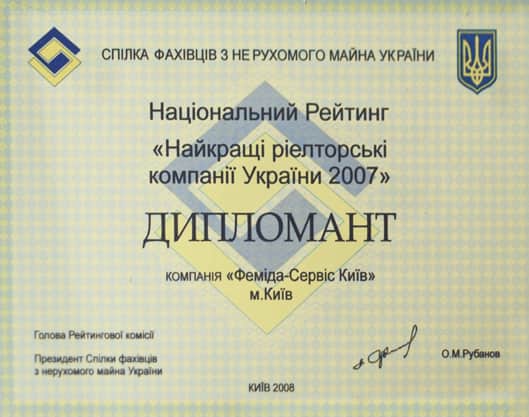 СПІЛКА ФАХІВЦІВ З НЕРУХОМОГО МАЙНА УКРАЇНИ
Національний Рейтинг
«Найкращі ріелторські
компанії України 2007»
ДИПЛОМАНТ
КОМПАНІЯ «Феміда-Сервіс Київ»
м.Київ
Голова Рейтингової комісії
Президент Спілки фахівців
з нерухомого майна України
О.М.Рубанов
КИЇВ 2008